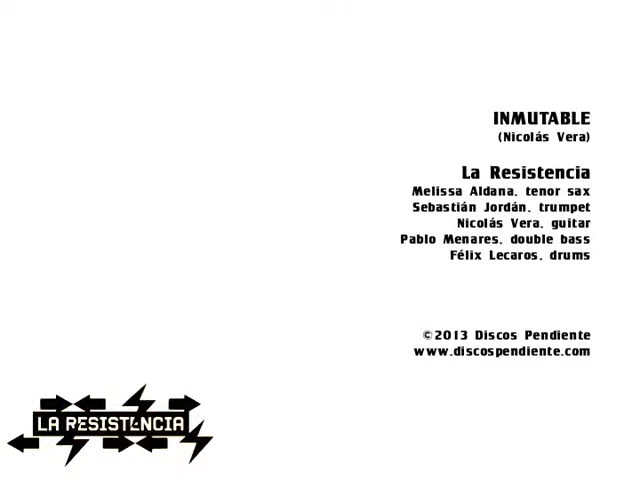 INMUTABLE
(Nicolás Vera)
La Resistencia
Melissa Aldana, tenor sax
Sebastián Jordán, trumpet
Nicolás Vera, guitar
Pablo Menares, double bass
Félix Lecaros, drums
©2013 Discos Pendiente
www.discospendiente.com
LA RESISTENCIA